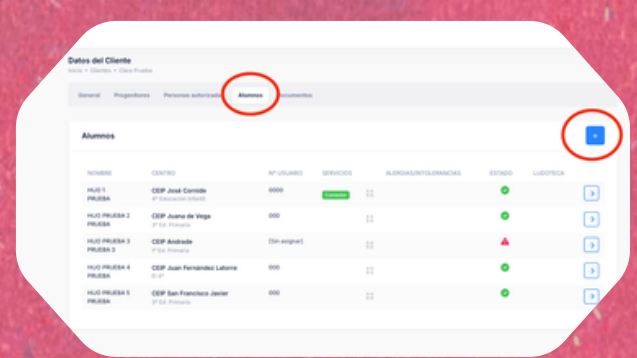 Datos del Cliente
Inicio • Clientes • Clara Prueba
General Progenitores Personas autorizadas Alumnos Documentos
Alumnos
+
NOMBRE CENTRO Nº USUARIO SERVICIOS ALERGIAS/INTOLERANCIAS ESTADO LUDOTECA
HIJO 1 CEIP José Cornide 0000
PRUEBA 4º Educación Infantil
HIJO PRUEBA 2 CEIP Juana de Vega 000
PRUEBA 3º Ed. Primaria
HIJO PRUEBA 3 CEIP Andrade [Sin asignar]
PRUEBA 3 1º Ed. Primaria
HIJO PRUEBA 4 CEIP Juan Fernández Latorre 000
PRUEBA
HIJO PRUEBA 5 CEIP San Francisco Javier 000
PRUEBA 3º Ed. Primaria